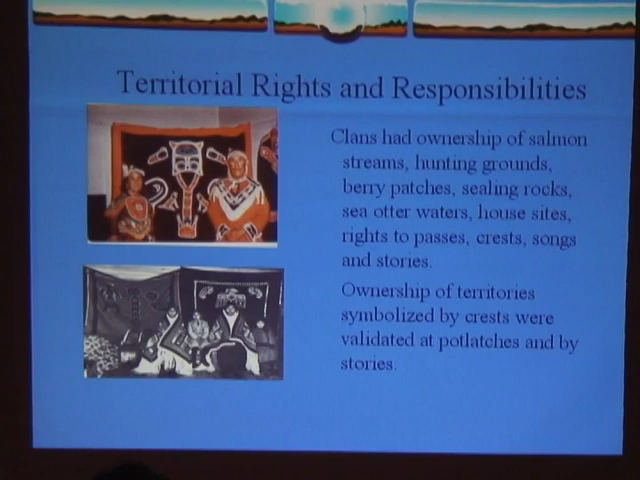 Territorial Rights and Responsibilities
Clans had ownership of salmon
streams, hunting grounds,
berry patches, sealing rocks,
sea otter waters, house sites,
rights to passes, crests, songs
and stories.
Ownership of territories
symbolized by crests were
validated at potlatches and by
stories.